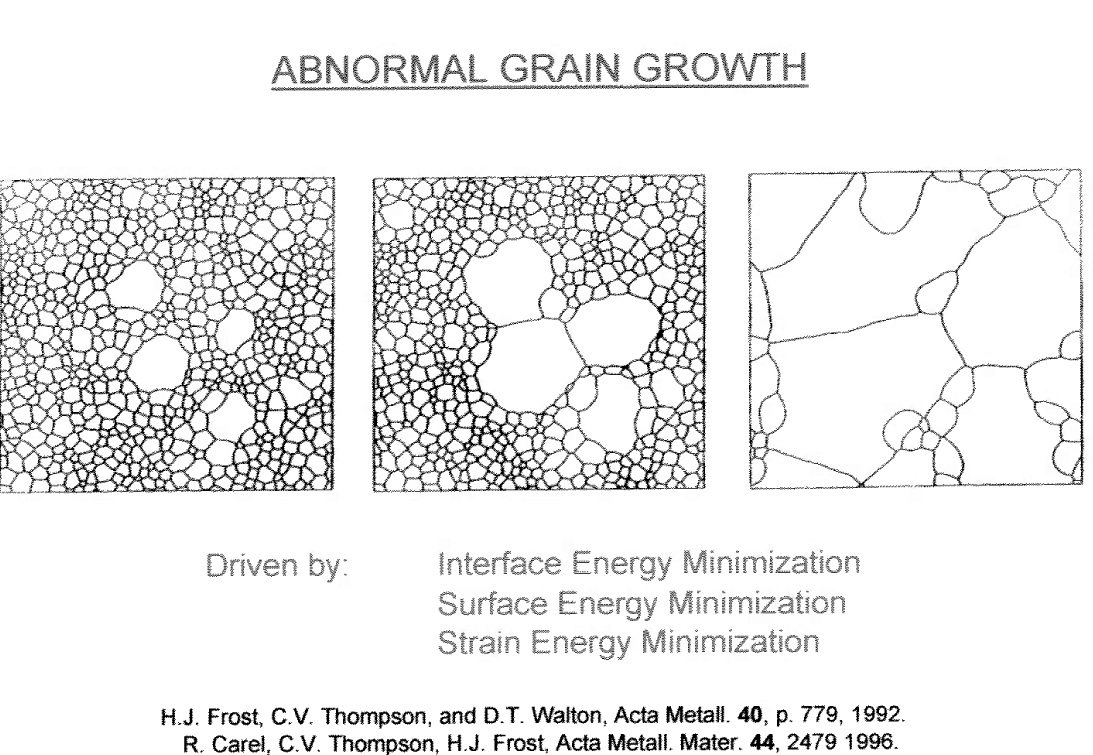 ABNORMAL GRAIN GROWTH
Driven by: Interface Energy Minimization
Surface Energy Minimization
Strain Energy Minimization
H.J. Frost, C.V. Thompson, and D.T. Walton, Acta Metall. 40, p. 779, 1992.
R. Carel, C.V. Thompson, H.J. Frost, Acta Metall. Mater. 44, 2479 1996.